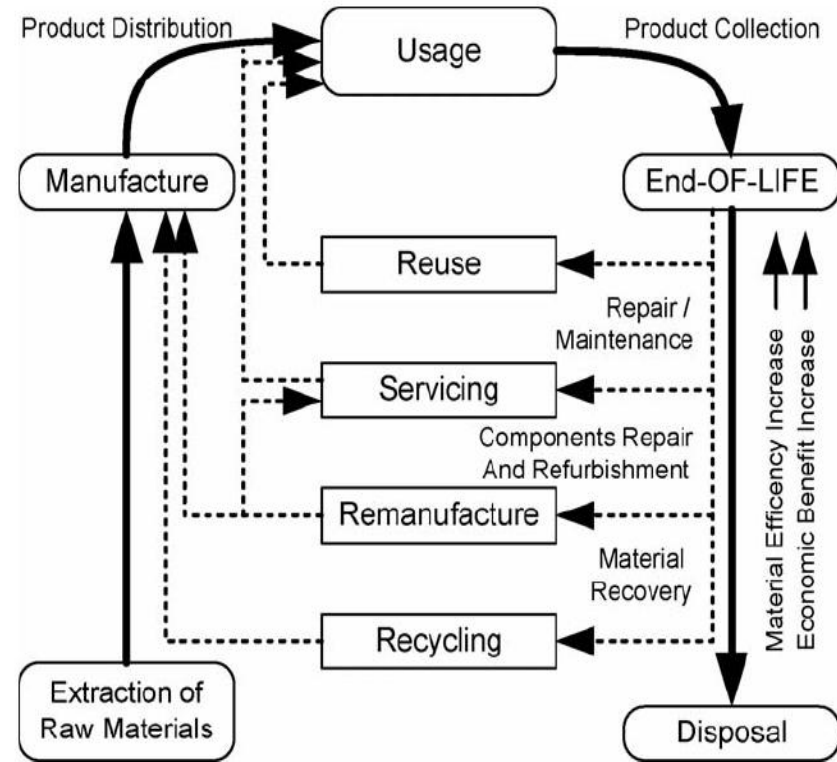 Product Distribution
Usage
Product Collection
Manufacture
End-OF-LIFE
Reuse
Repair /
Maintenance
Servicing
Components Repair
And Refurbishment
Remanufacture
Material
Recovery
Recycling
Material Efficency Increase
Economic Benefit Increase
Extraction of
Raw Materials
Disposal